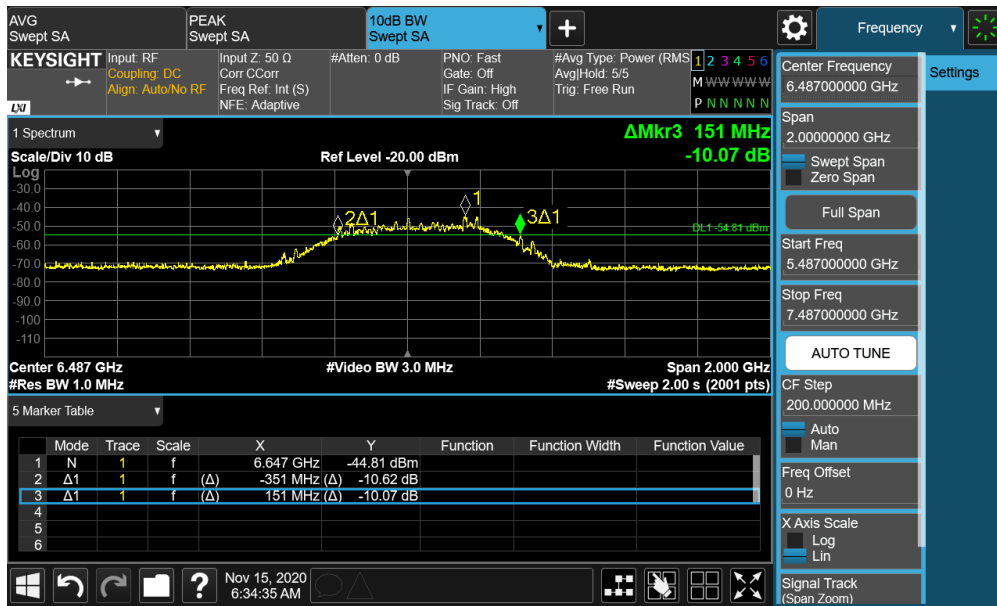 AVG
Swept SA
PEAK
Swept SA
10dB BW
Swept SA
Frequency
KEYSIGHT
LXI
Input: RF
Coupling: DC
Align: Auto/No RF
Input Z: 50 Ω
Corr CCorr
Freq Ref: Int (S)
NFE: Adaptive
#Atten: 0 dB
PNO: Fast
Gate: Off
IF Gain: High
Sig Track: Off
#Avg Type: Power (RMS
Avg|Hold: 5/5
Trig: Free Run
1 2 3 4 5 6
M W W W W W
P N N N N N
1 Spectrum
ΔMkr3 151 MHz
-10.07 dB
Scale/Div 10 dB
Ref Level -20.00 dBm
Log
-30.0
-40.0
-50.0
-60.0
-70.0
-80.0
-90.0
-100
-110
2Δ1
1
3Δ1
DL1 -54.81 dBm
Center 6.487 GHz
#Video BW 3.0 MHz
Span 2.000 GHz
#Res BW 1.0 MHz
#Sweep 2.00 s (2001 pts)
5 Marker Table
Mode Trace Scale X Y Function Function Width Function Value
1 N 1 f 6.647 GHz -44.81 dBm
2 Δ1 1 f (Δ) -351 MHz (Δ) -10.62 dB
3 Δ1 1 f (Δ) 151 MHz (Δ) -10.07 dB
4
5
6
Nov 15, 2020
6:34:35 AM
?
Center Frequency
6.487000000 GHz
Span
2.00000000 GHz
Swept Span
Zero Span
Full Span
Start Freq
5.487000000 GHz
Stop Freq
7.487000000 GHz
AUTO TUNE
CF Step
200.000000 MHz
Auto
Man
Freq Offset
0 Hz
X Axis Scale
Log
Lin
Signal Track
(Span Zoom)
Settings